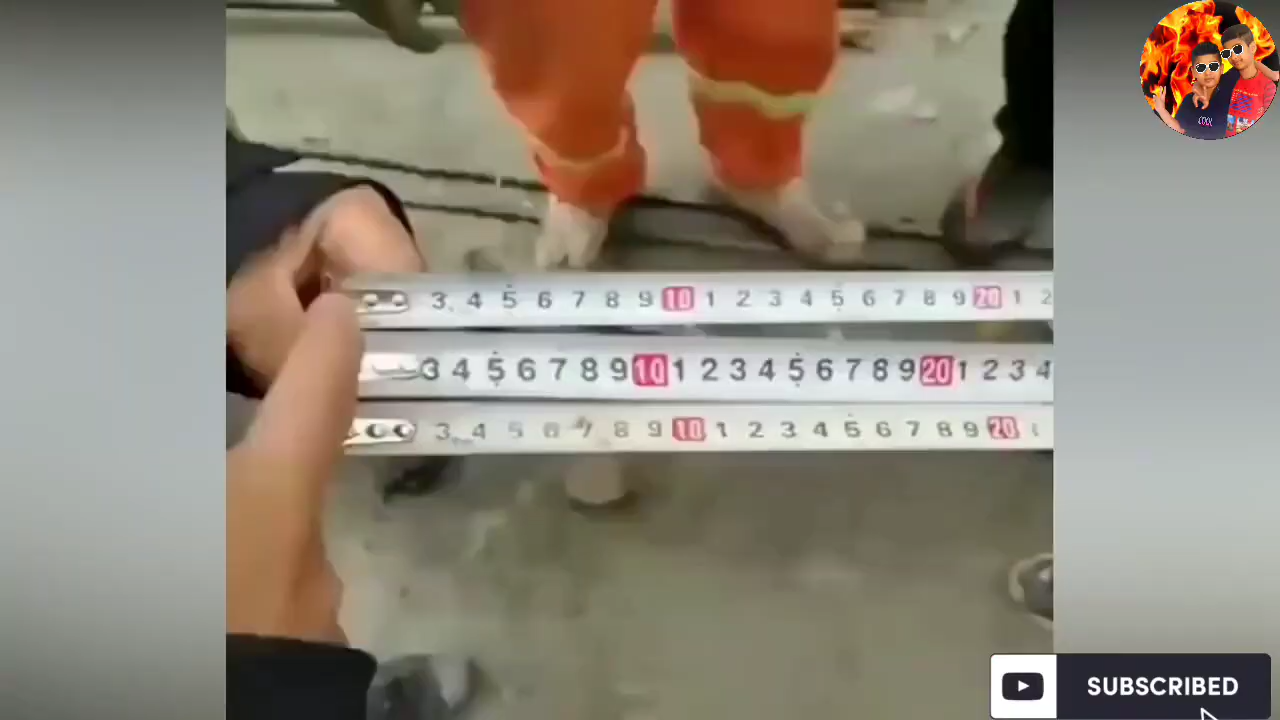 COOL
3 4 5 6 7 8 9 10 1 2 3 4 5 6 7 8 9 20 1 2
3 4 5 6 7 8 9 10 1 2 3 4 5 6 7 8 9 20 1 2 3 4
3 4 5 6 7 8 9 10 1 2 3 4 5 6 7 8 9 20 1
SUBSCRIBED